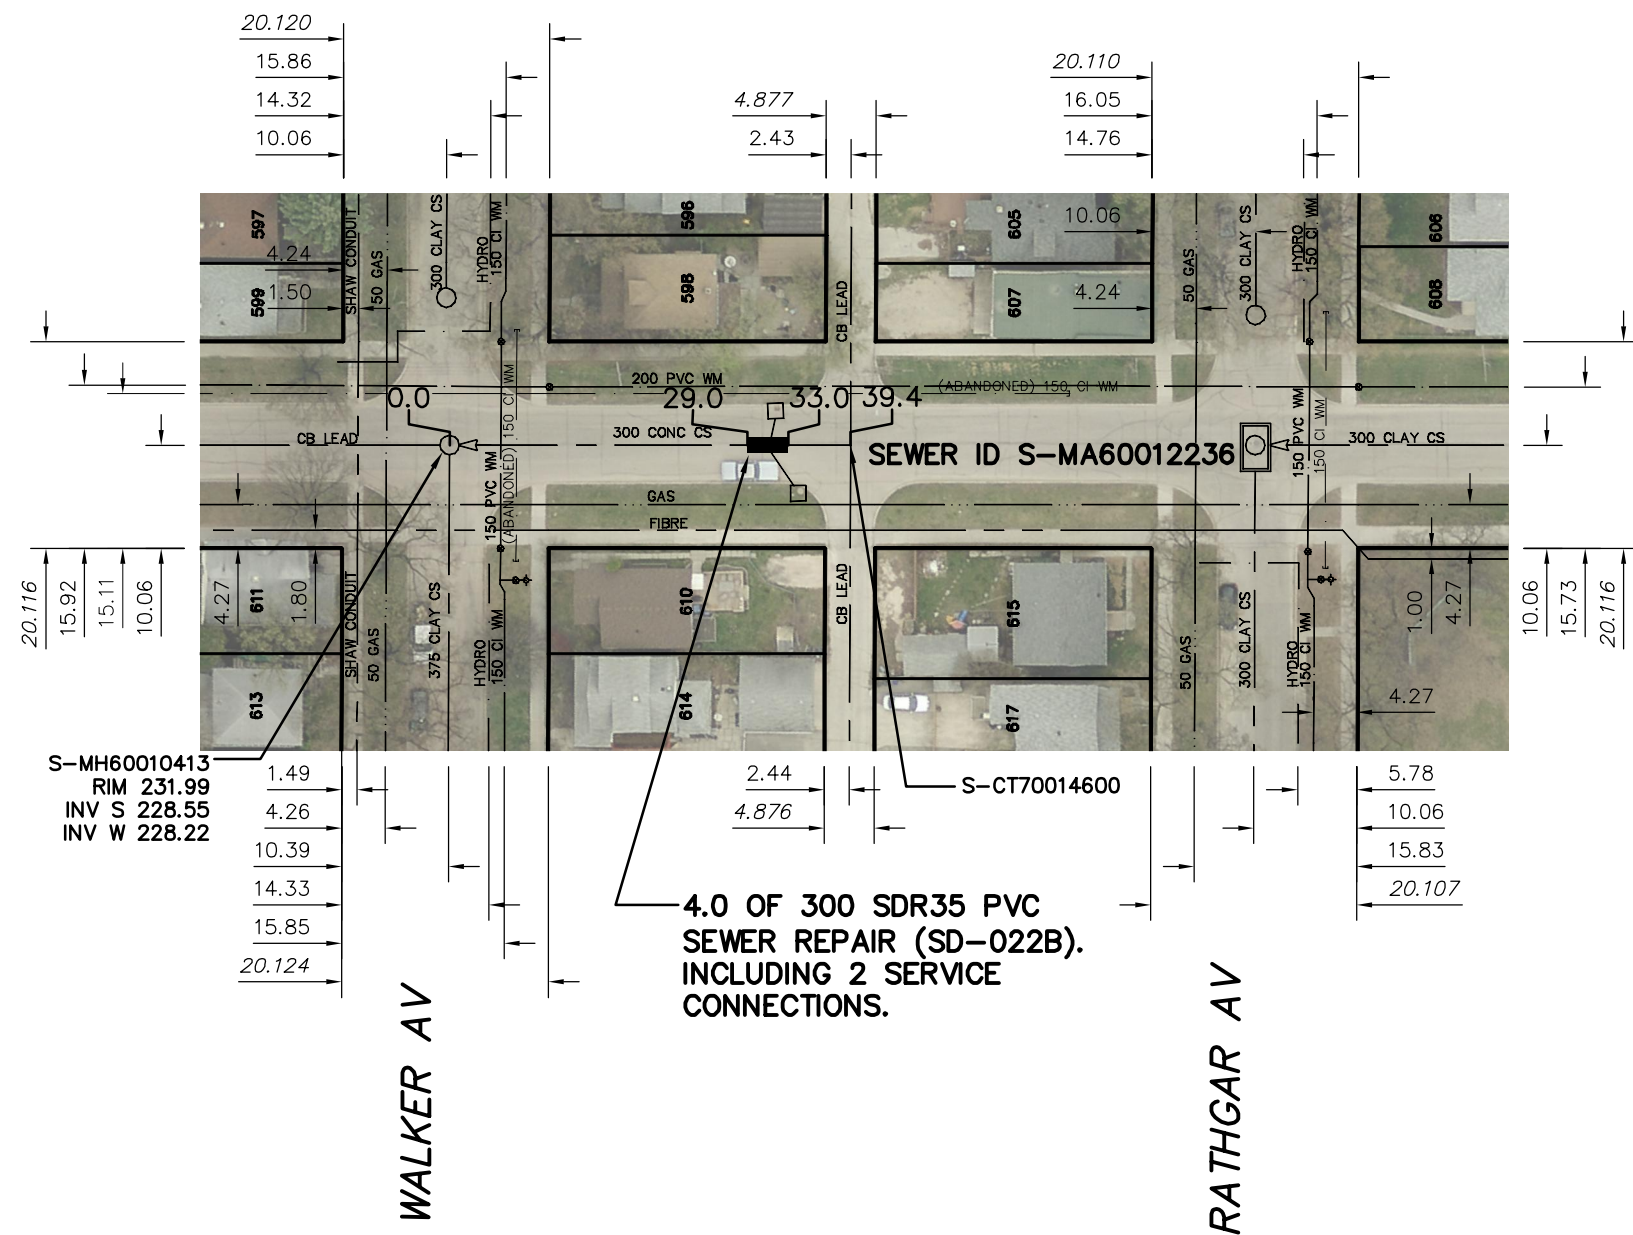 20.120
15.86
14.32
10.06
4.877
2.43
20.110
16.05
14.76
597
SHAW CONDUIT
50 GAS
300 CLAY CS
HYDRO
150 CI WM
596
605
10.06
50 GAS
300 CLAY CS
HYDRO
150 CI WM
606
4.24
1.50
599
598
CB LEAD
607
4.24
608
200 PVC WM
(ABANDONED) 150 CI WM
0.0
29.0
33.0
39.4
CB LEAD
300 CONC CS
SEWER ID S-MA60012236
300 CLAY CS
150 PVC WM
(ABANDONED) 150 CI WM
150 PVC WM
150 CI WM
GAS
FIBRE
20.116
15.92
15.11
10.06
4.27
611
1.80
SHAW CONDUIT
50 GAS
375 CLAY CS
HYDRO
150 CI WM
610
CB LEAD
615
50 GAS
300 CLAY CS
HYDRO
150 CI WM
1.00
4.27
10.06
15.73
20.116
613
614
617
4.27
S-MH60010413
RIM 231.99
INV S 228.55
INV W 228.22
1.49
4.26
10.39
14.33
15.85
20.124
2.44
4.876
S-CT70014600
5.78
10.06
15.83
20.107
4.0 OF 300 SDR35 PVC
SEWER REPAIR (SD-022B).
INCLUDING 2 SERVICE
CONNECTIONS.
WALKER AV
RATHGAR AV